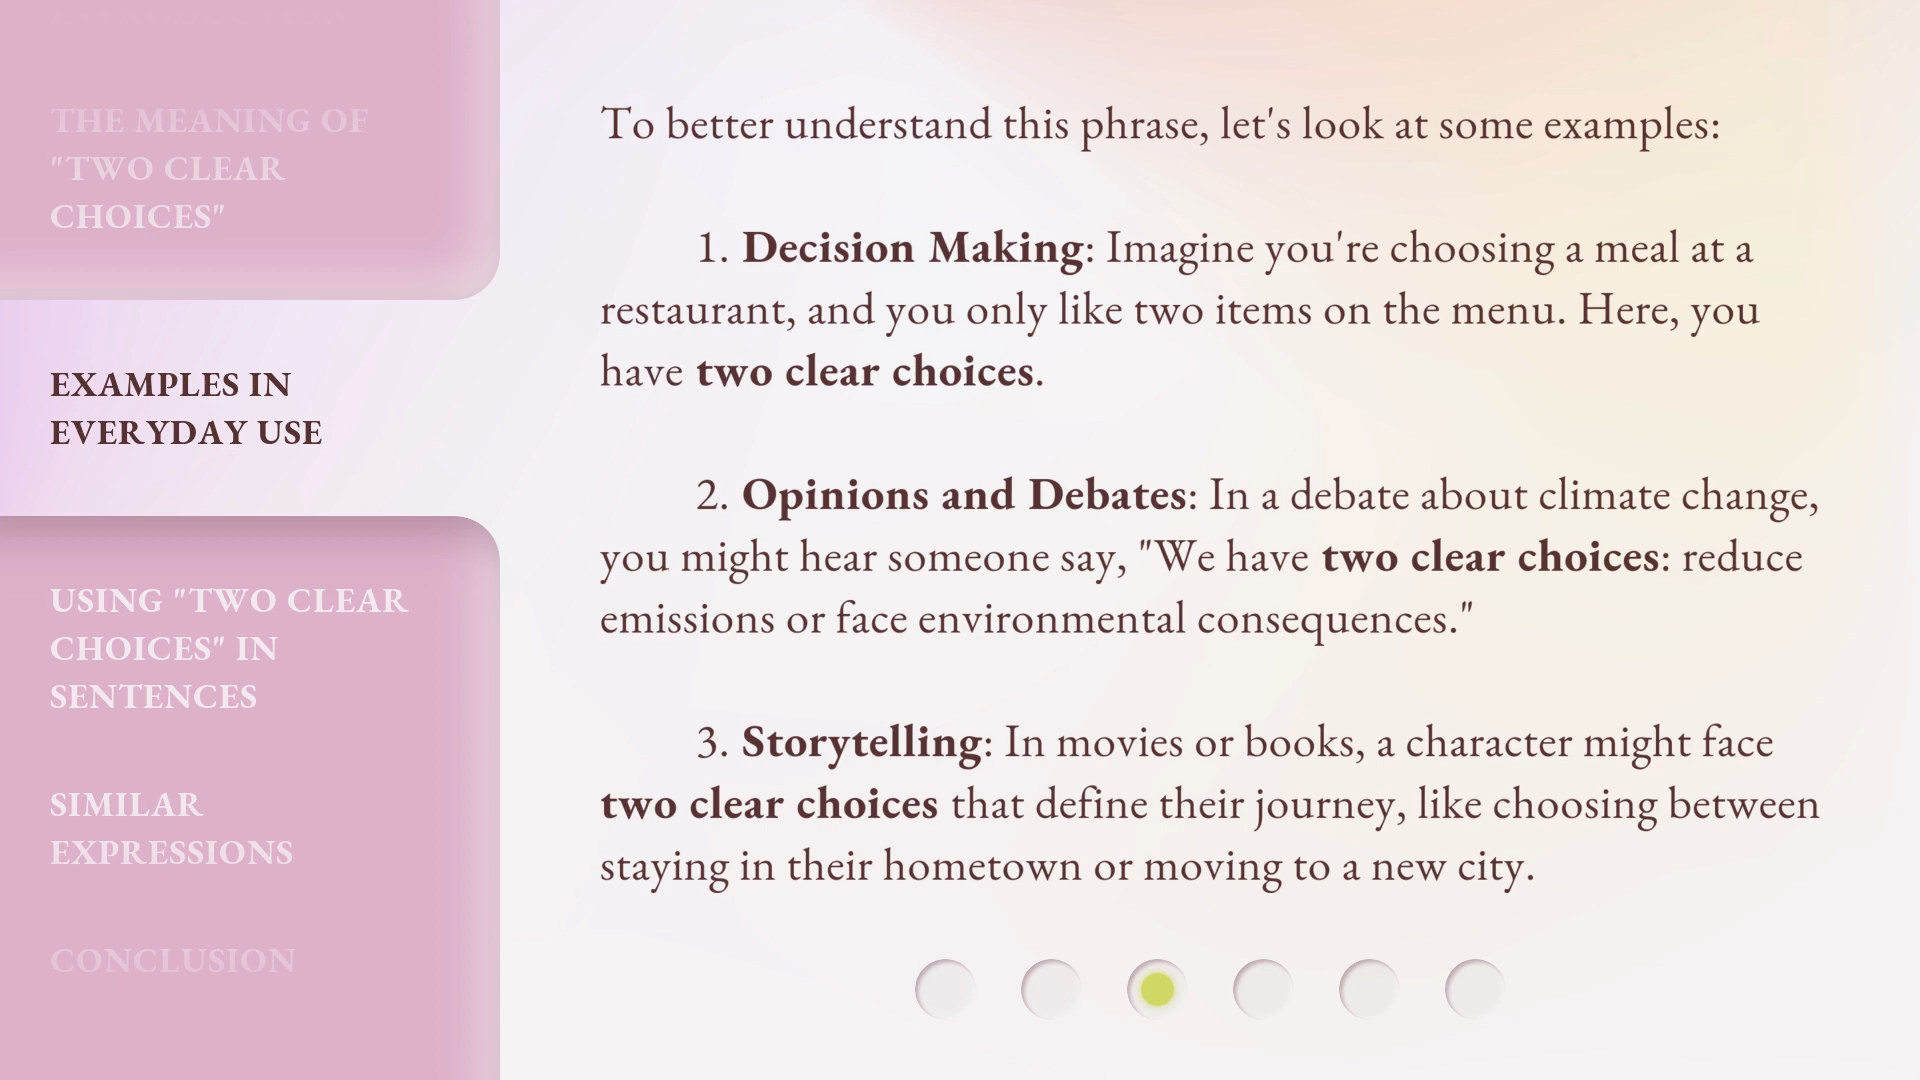 THE MEANING OF
"TWO CLEAR
CHOICES"
EXAMPLES IN
EVERYDAY USE
USING "TWO CLEAR
CHOICES" IN
SENTENCES
SIMILAR
EXPRESSIONS
CONCLUSION
To better understand this phrase, let's look at some examples:
1. Decision Making: Imagine you're choosing a meal at a
restaurant, and you only like two items on the menu. Here, you
have two clear choices.
2. Opinions and Debates: In a debate about climate change,
you might hear someone say, "We have two clear choices: reduce
emissions or face environmental consequences."
3. Storytelling: In movies or books, a character might face
two clear choices that define their journey, like choosing between
staying in their hometown or moving to a new city.